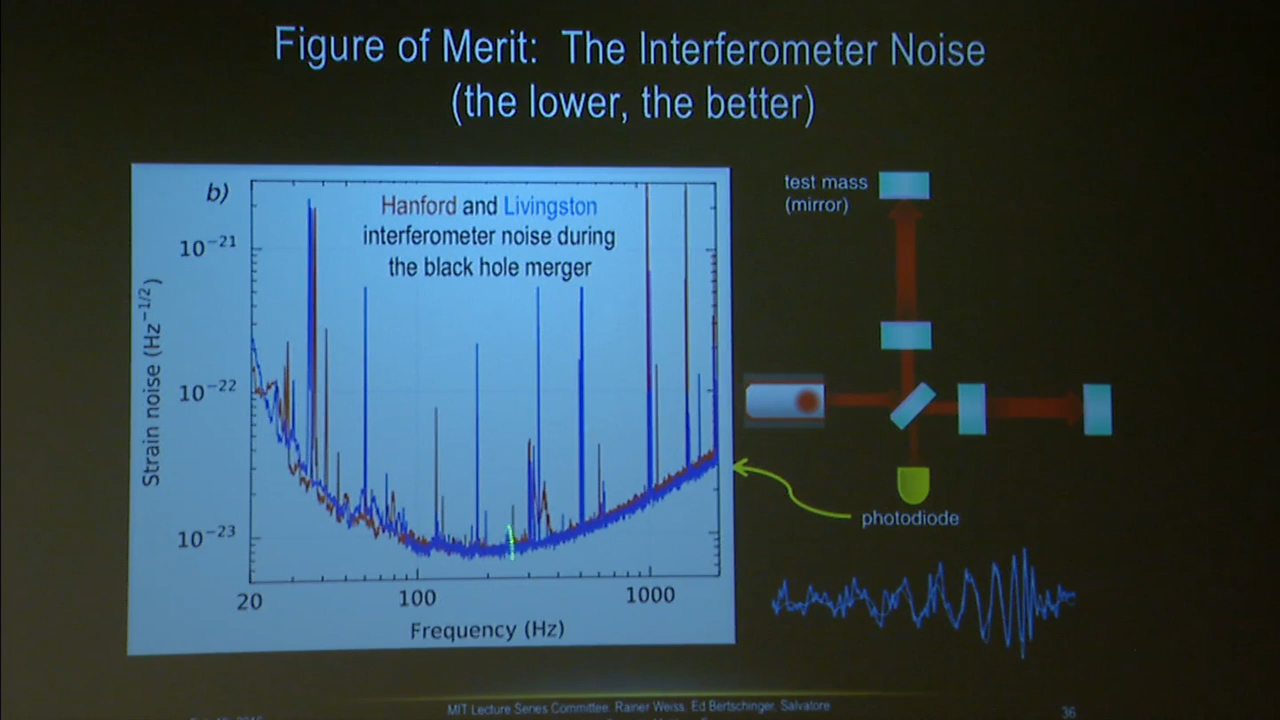 Figure of Merit: The Interferometer Noise
(the lower, the better)
b)
Hanford and Livingston
interferometer noise during
the black hole merger
Strain noise (Hz⁻¹/²)
10⁻²¹
10⁻²²
10⁻²³
20
100
1000
Frequency (Hz)
test mass
(mirror)
photodiode
MIT Lecture Series Committee, Rainer Weiss, Ed Bertschinger, Salvatore
36